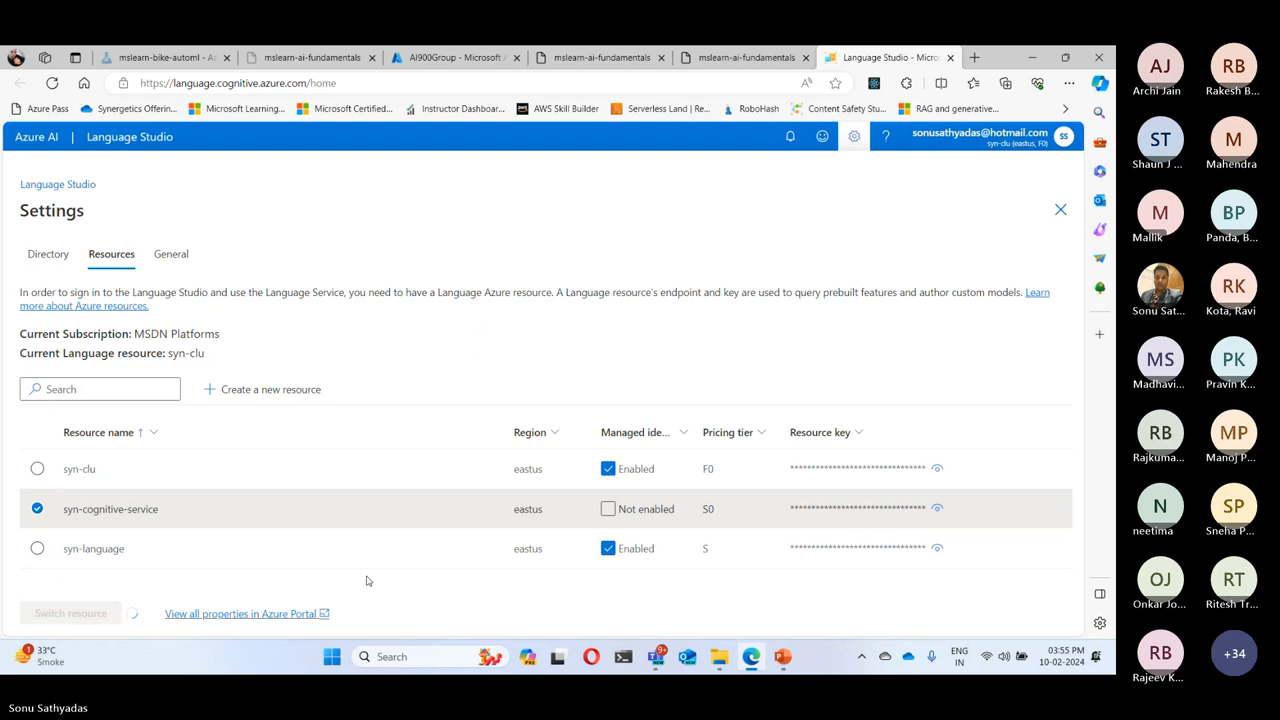 mslearn-bike-automl - Az
mslearn-ai-fundamentals
AI900Group - Microsoft A
mslearn-ai-fundamentals
mslearn-ai-fundamentals
Language Studio - Micro
https://language.cognitive.azure.com/home
Azure Pass
Synergetics Offering...
Microsoft Learning...
Microsoft Certified...
Instructor Dashboar...
AWS Skill Builder
Serverless Land | Re...
RoboHash
Content Safety Stu...
RAG and generative...
Azure AI | Language Studio
sonusathyadas@hotmail.com
syn-clu (eastus, F0)
SS
Language Studio
Settings
Directory
Resources
General
In order to sign in to the Language Studio and use the Language Service, you need to have a Language Azure resource. A Language resource's endpoint and key are used to query prebuilt features and author custom models. Learn
more about Azure resources.
Current Subscription: MSDN Platforms
Current Language resource: syn-clu
Search
Create a new resource
Resource name ↑
Region
Managed ide...
Pricing tier
Resource key
syn-clu eastus Enabled F0 ********************************
syn-cognitive-service eastus Not enabled S0 ********************************
syn-language eastus Enabled S ********************************
Switch resource
View all properties in Azure Portal
1
33°C
Smoke
Search
9+
ENG
IN
03:55 PM
10-02-2024
AJ
Archi Jain
RB
Rakesh B...
ST
Shaun J ...
M
Mahendra
M
Mallik
BP
Panda, B...
Sonu Sat...
RK
Kota, Ravi
MS
Madhavi...
PK
Pravin K...
RB
Rajkuma...
MP
Manoj P...
N
neetima
SP
Sneha P...
OJ
Onkar Jo...
RT
Ritesh Tr...
RB
Rajeev K...
+34
Sonu Sathyadas